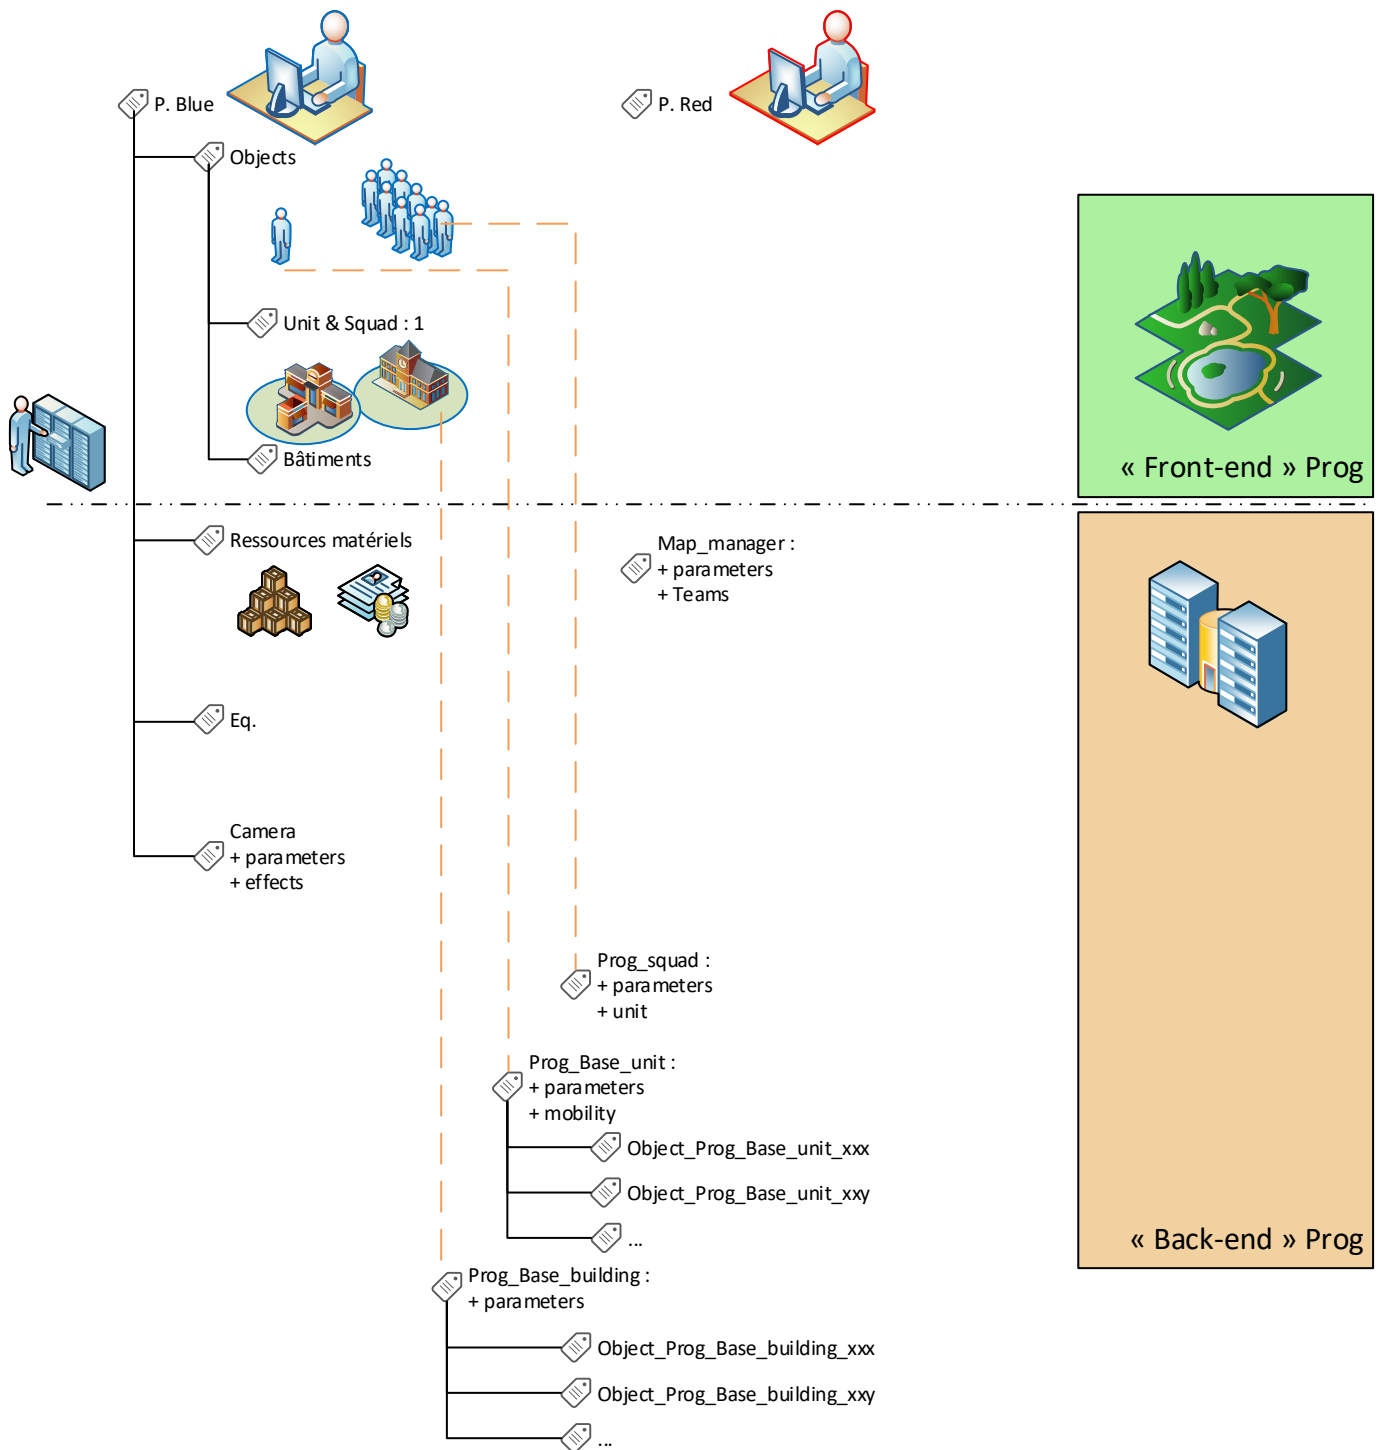 P. Blue
P. Red
Objects
Unit & Squad : 1
Bâtiments
« Front-end » Prog
Ressources matériels
Map_manager :
+ parameters
+ Teams
Eq.
Camera
+ parameters
+ effects
Prog_squad :
+ parameters
+ unit
Prog_Base_unit :
+ parameters
+ mobility
Object_Prog_Base_unit_xxx
Object_Prog_Base_unit_xxy
...
« Back-end » Prog
Prog_Base_building :
+ parameters
Object_Prog_Base_building_xxx
Object_Prog_Base_building_xxy
...